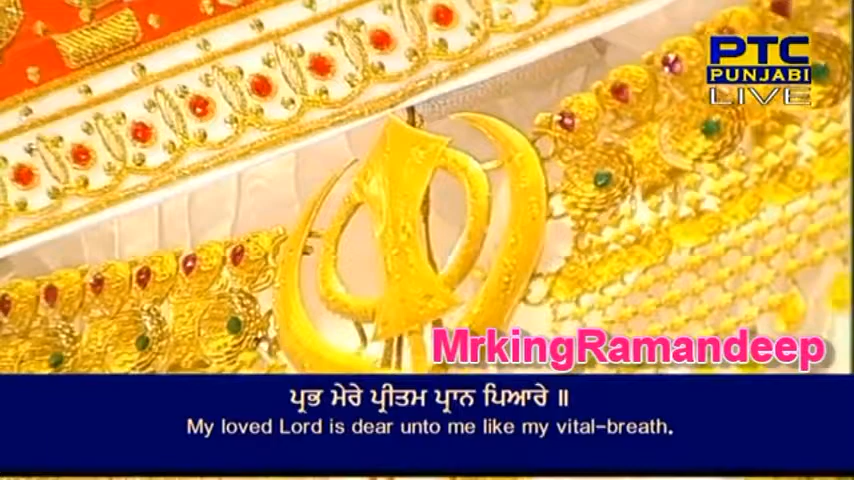 PTC
PUNJABI
LIVE
MrkingRamandeep
ਪ੍ਰਭ ਮੇਰੇ ਪ੍ਰੀਤਮ ਪ੍ਰਾਨ ਪਿਆਰੇ ॥
My loved Lord is dear unto me like my vital-breath.